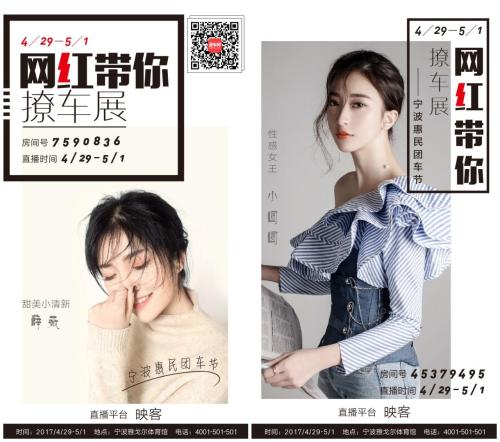 4/29—5/1
网红带你
撩车展
房间号 7590836
直播时间 4/29-5/1
甜美小清新
薛薇
宁波惠民团车节
直播平台 映客
时间：2017/4/29-5/1 地点：宁波雅戈尔体育馆 电话：4001-501-501
4/29—5/1
网红带你
撩车展
——宁波惠民团车节
性感女王
小圆圆
房间号 45379495
直播时间 4/29-5/1
直播平台 映客
时间：2017/4/29-5/1 地点：宁波雅戈尔体育馆 电话：4001-501-501